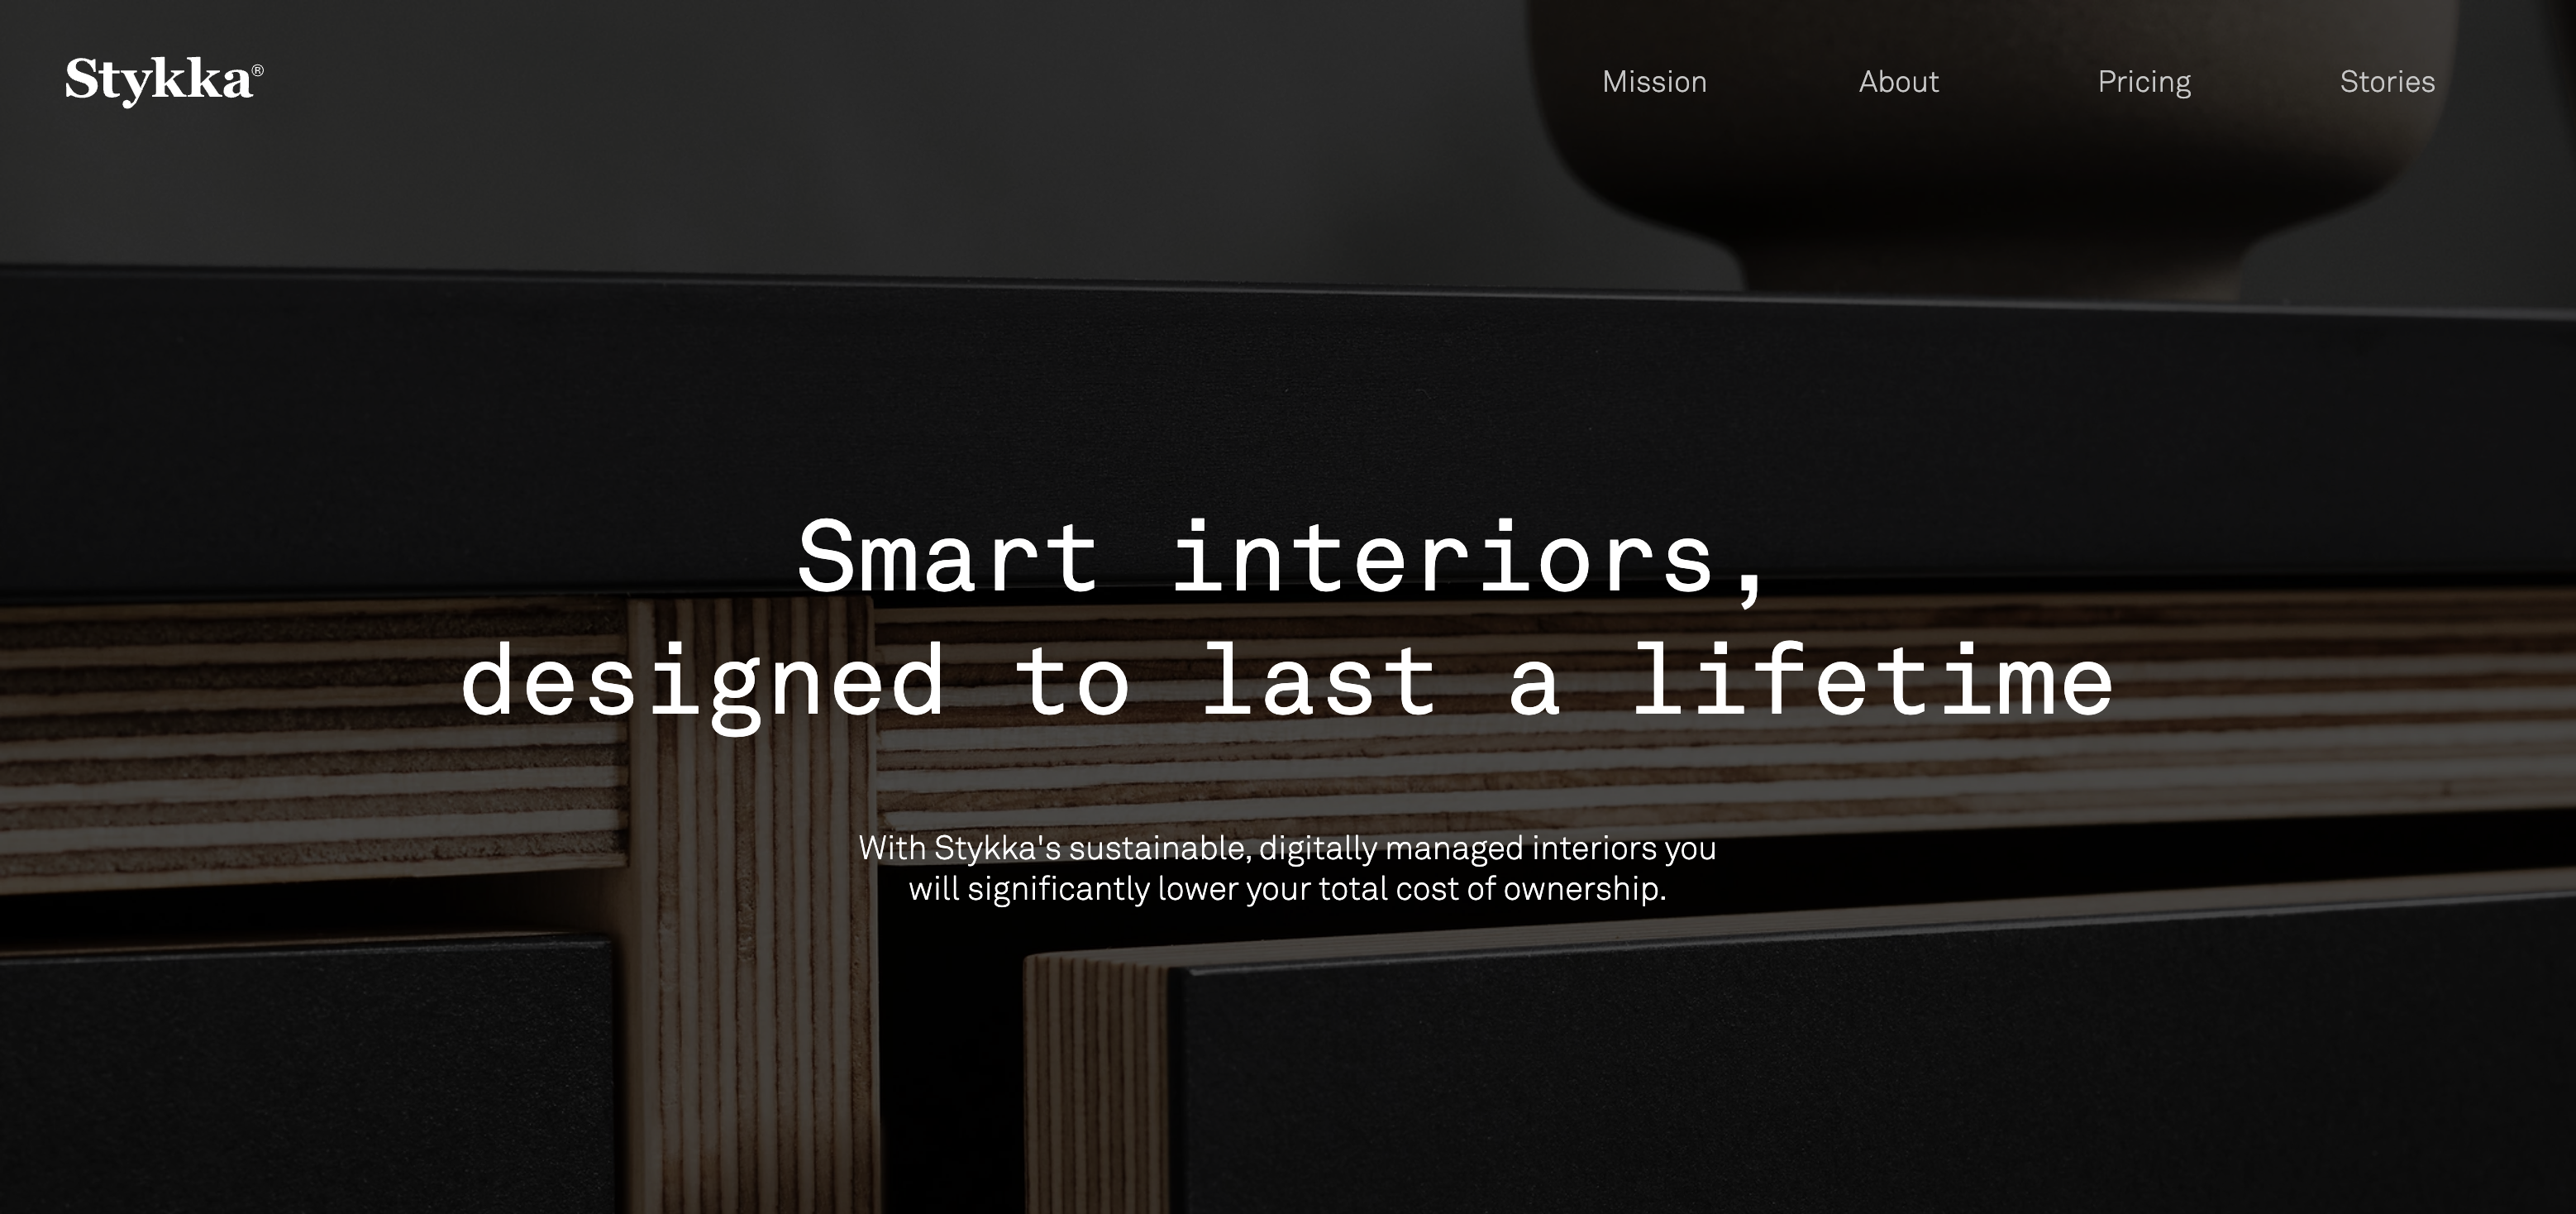 Stykka®
Mission
About
Pricing
Stories
Smart interiors,
designed to last a lifetime
With Stykka's sustainable, digitally managed interiors you
will significantly lower your total cost of ownership.